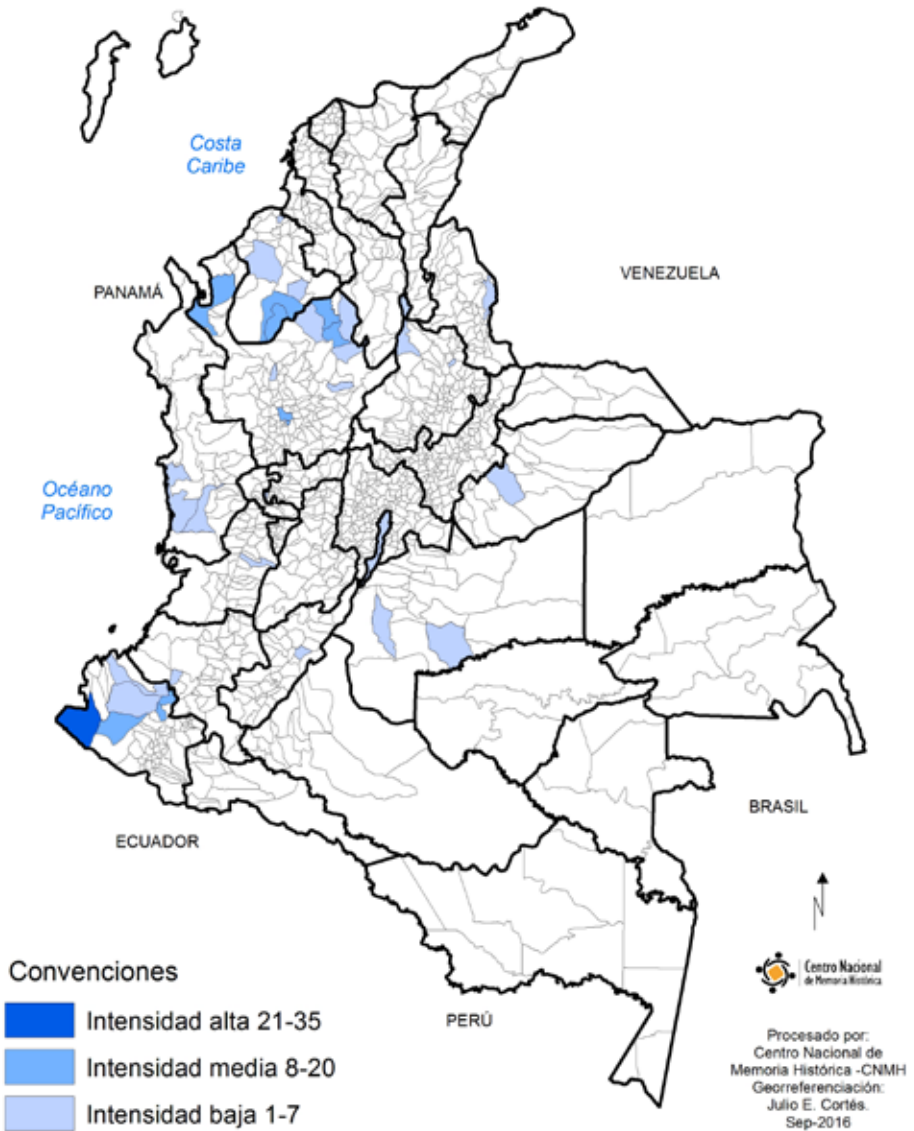 Costa
Caribe
VENEZUELA
PANAMÁ
Océano
Pacífico
BRASIL
ECUADOR
N
Convenciones
Centro Nacional
de Memoria Histórica
Intensidad alta 21-35
PERÚ
Intensidad media 8-20
Intensidad baja 1-7
Procesado por:
Centro Nacional de
Memoria Histórica -CNMH
Georreferenciación:
Julio E. Cortés.
Sep-2016